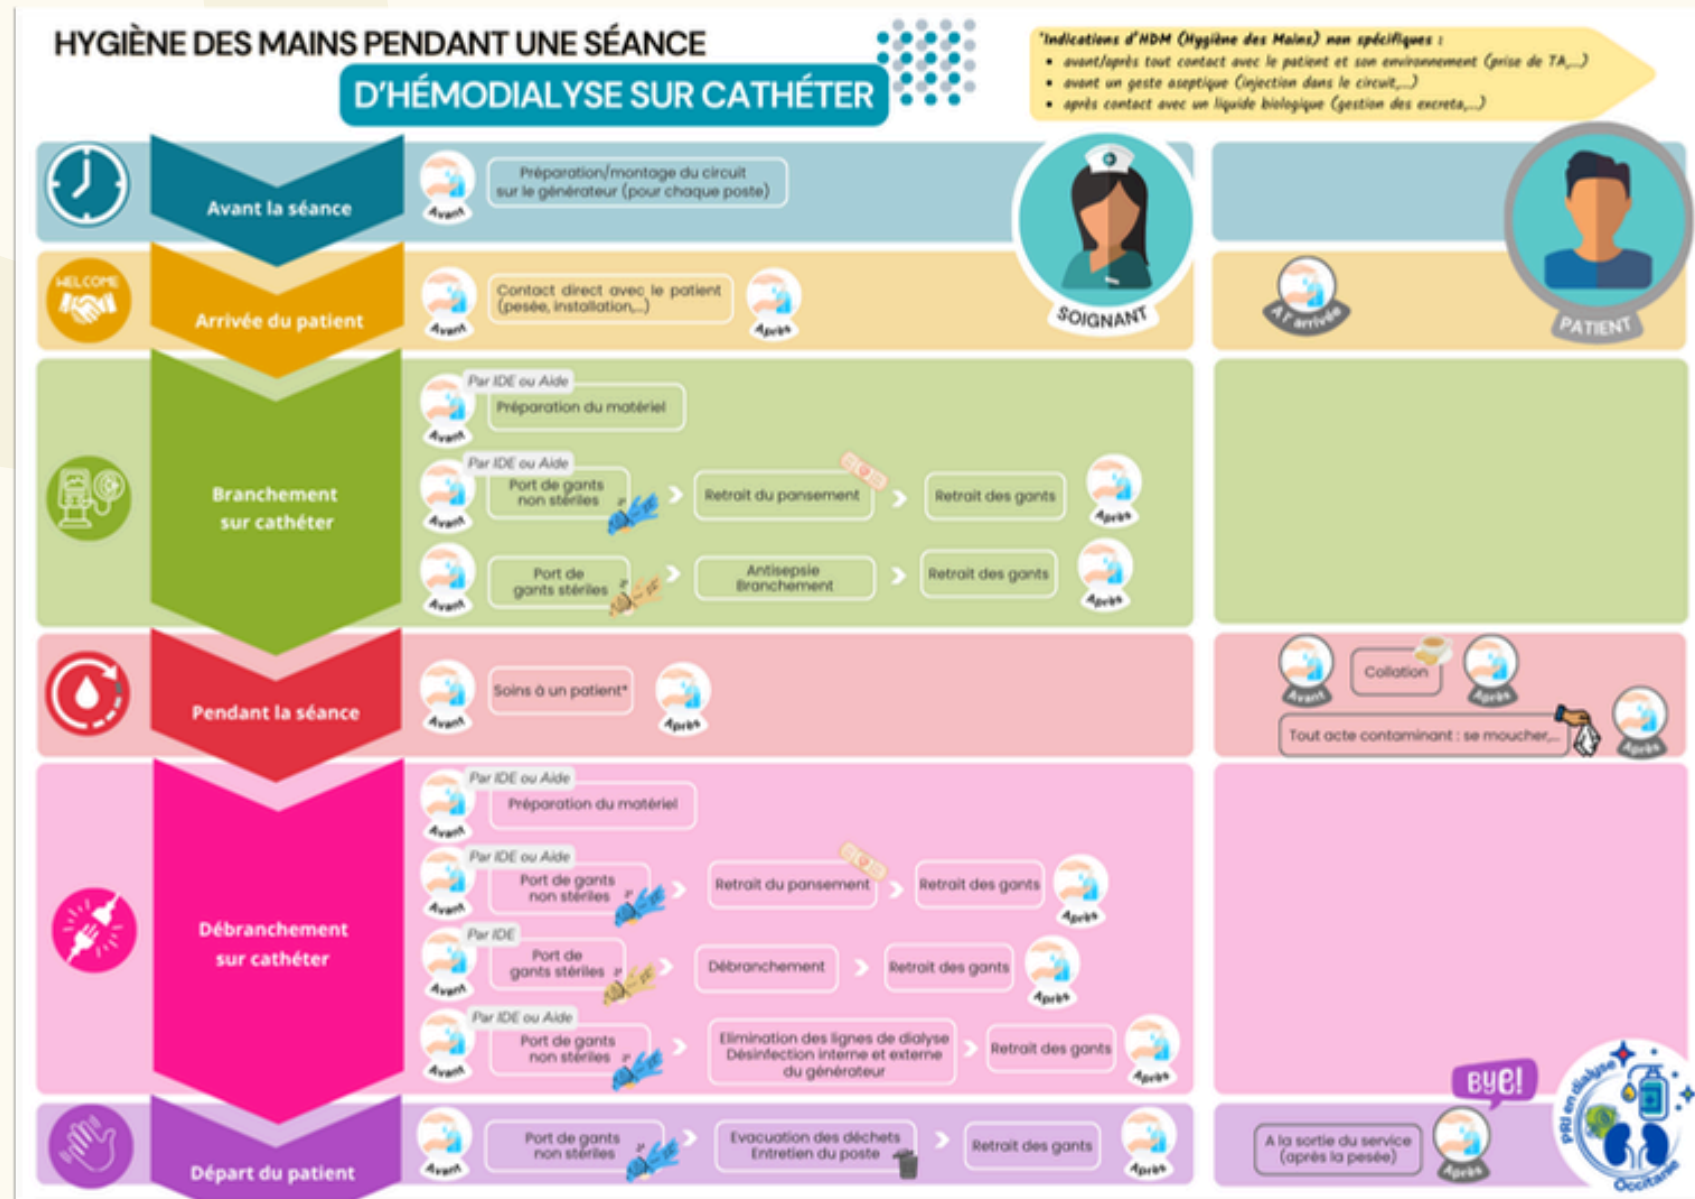 HYGIÈNE DES MAINS PENDANT UNE SÉANCE
D'HÉMODIALYSE SUR CATHÉTER
*Indications d'HDM (Hygiène des Mains) non spécifiques :
• avant/après tout contact avec le patient et son environnement (prise de TA,...)
• avant un geste aseptique (injection dans le circuit,...)
• après contact avec un liquide biologique (gestion des excreta,...)
SOIGNANT
PATIENT
Avant la séance
Avant
Préparation/montage du circuit
sur le générateur (pour chaque poste)
WELCOME
Arrivée du patient
Avant
Contact direct avec le patient
(pesée, installation,...)
Après
A l'arrivée
Branchement
sur cathéter
Par IDE ou Aide
Avant
Préparation du matériel
Par IDE ou Aide
Avant
Port de gants
non stériles
Retrait du pansement
Retrait des gants
Après
Avant
Port de
gants stériles
Antisepsie
Branchement
Retrait des gants
Après
Pendant la séance
Avant
Soins à un patient*
Après
Avant
Collation
Après
Tout acte contaminant : se moucher,...
Après
Débranchement
sur cathéter
Par IDE ou Aide
Avant
Préparation du matériel
Par IDE ou Aide
Avant
Port de gants
non stériles
Retrait du pansement
Retrait des gants
Après
Par IDE
Avant
Port de
gants stériles
Débranchement
Retrait des gants
Après
Par IDE ou Aide
Avant
Port de gants
non stériles
Elimination des lignes de dialyse
Désinfection interne et externe
du générateur
Retrait des gants
Après
Départ du patient
Avant
Port de gants
non stériles
Evacuation des déchets
Entretien du poste
Retrait des gants
Après
A la sortie du service
(après la pesée)
Après
BYE!
PRI en dialyse
Occitanie